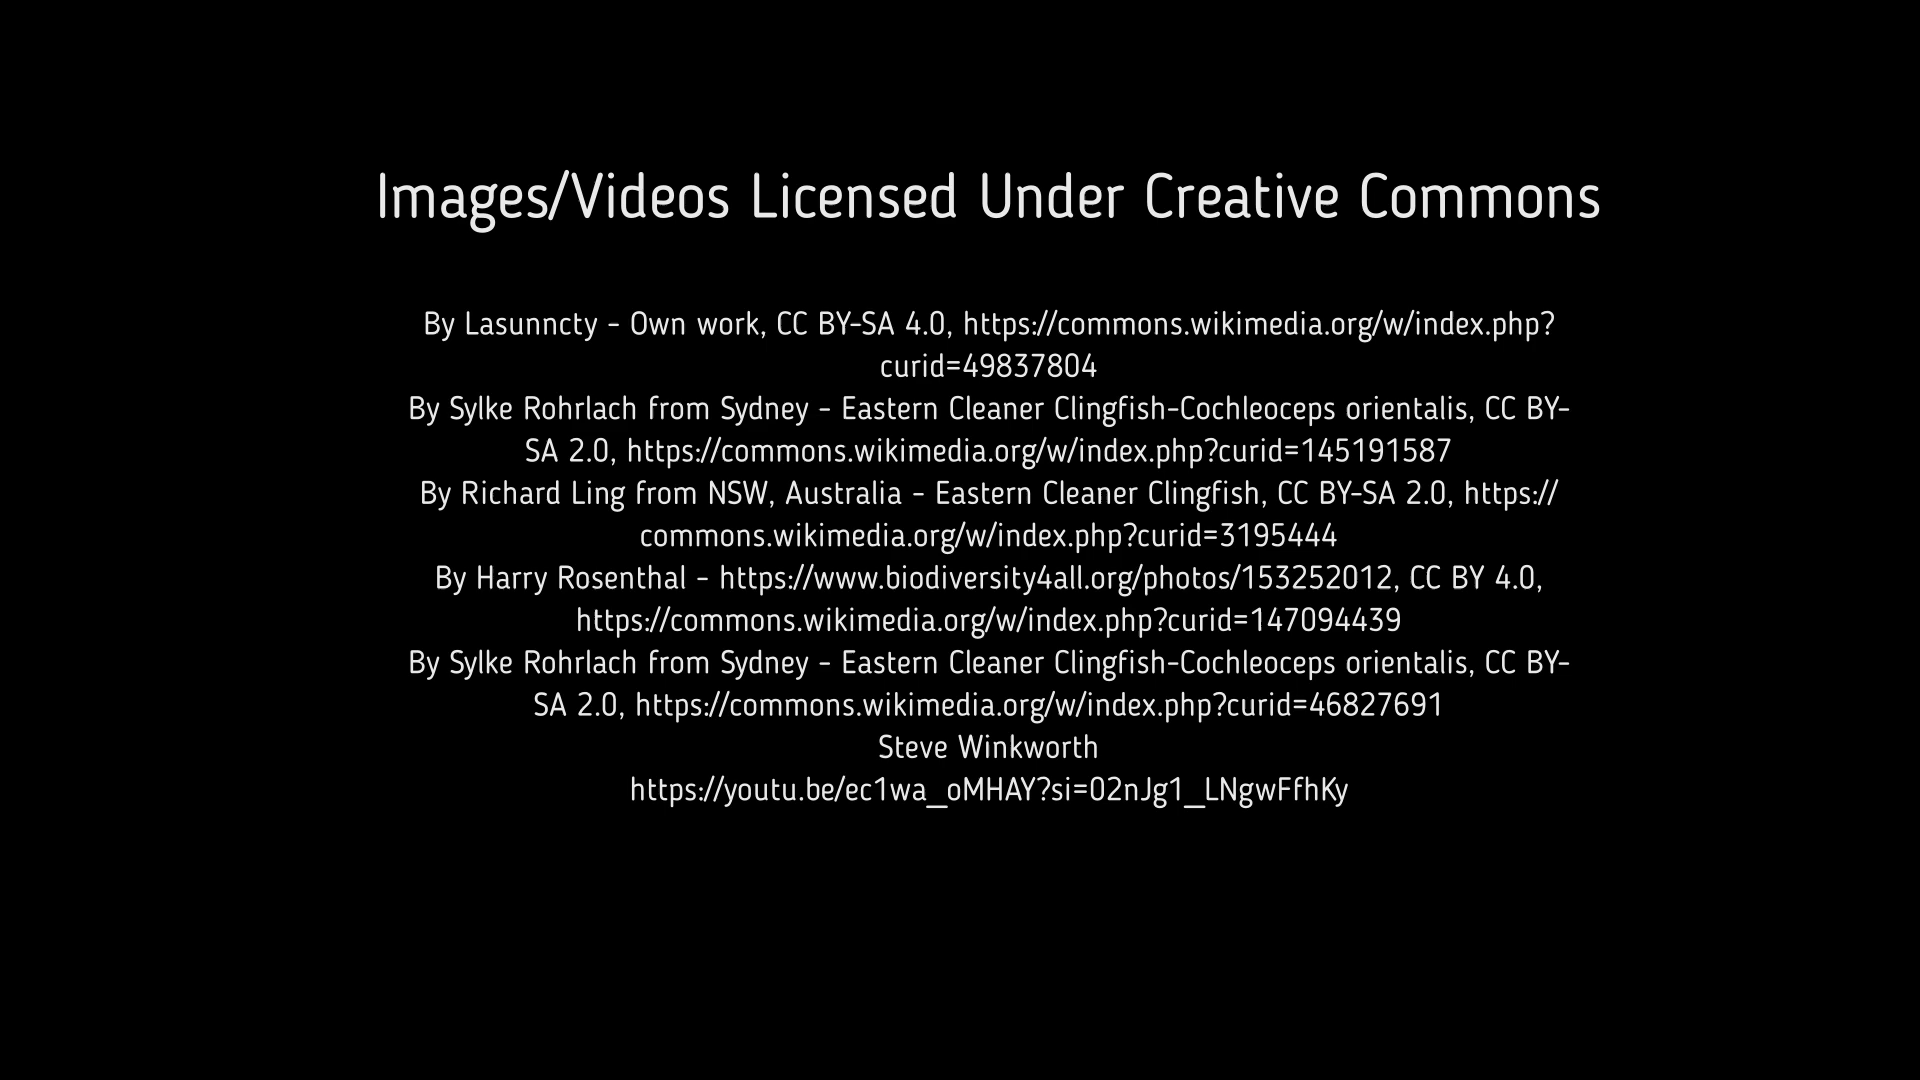 Images/Videos Licensed Under Creative Commons
By Lasunncty - Own work, CC BY-SA 4.0, https://commons.wikimedia.org/w/index.php?
curid=49837804
By Sylke Rohrlach from Sydney - Eastern Cleaner Clingfish-Cochleoceps orientalis, CC BY-
SA 2.0, https://commons.wikimedia.org/w/index.php?curid=145191587
By Richard Ling from NSW, Australia - Eastern Cleaner Clingfish, CC BY-SA 2.0, https://
commons.wikimedia.org/w/index.php?curid=3195444
By Harry Rosenthal - https://www.biodiversity4all.org/photos/153252012, CC BY 4.0,
https://commons.wikimedia.org/w/index.php?curid=147094439
By Sylke Rohrlach from Sydney - Eastern Cleaner Clingfish-Cochleoceps orientalis, CC BY-
SA 2.0, https://commons.wikimedia.org/w/index.php?curid=46827691
Steve Winkworth
https://youtu.be/ec1wa_oMHAY?si=02nJg1_LNgwFfhKy